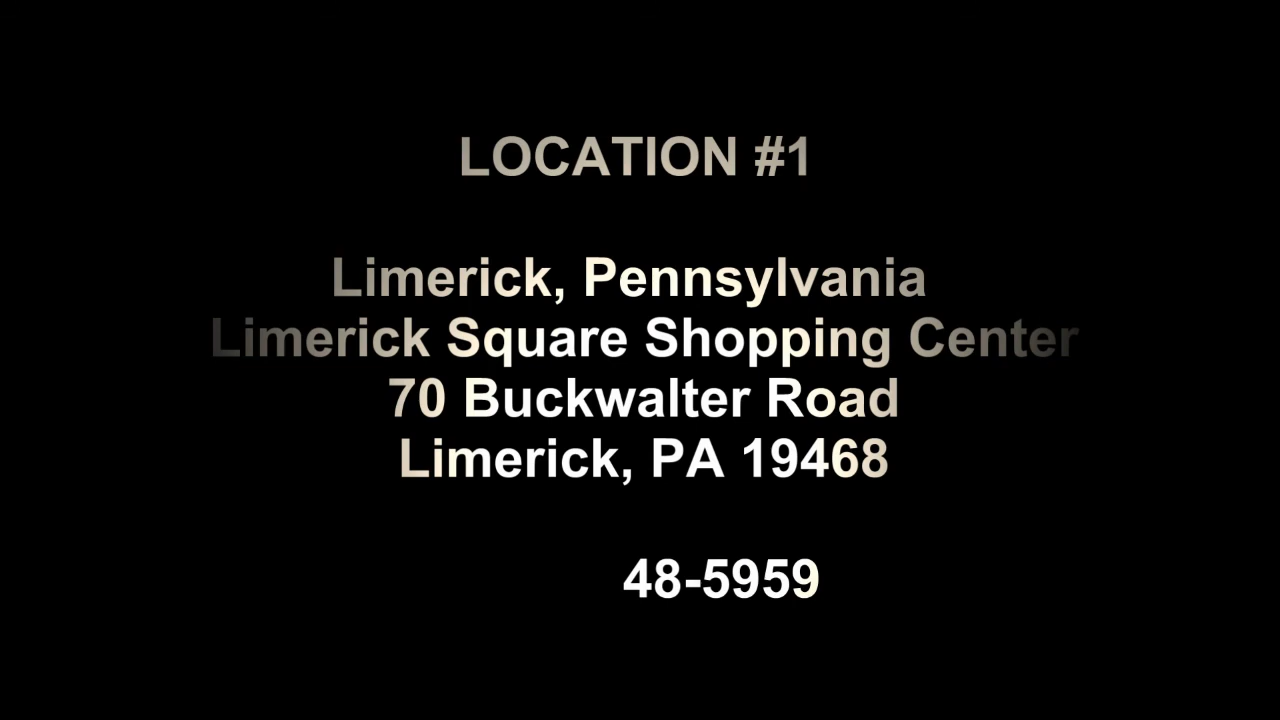 LOCATION #1
Limerick, Pennsylvania
Limerick Square Shopping Center
70 Buckwalter Road
Limerick, PA 19468
48-5959